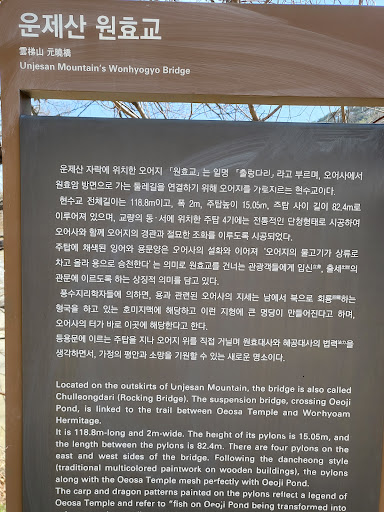 운제산 원효교
雲梯山 元曉橋
Unjesan Mountain's Wonhyogyo Bridge
운제산 자락에 위치한 오어지 「원효교」는 일명 「출렁다리」라고 부르며, 오어사에서
원효암 방면으로 가는 둘레길을 연결하기 위해 오어지를 가로지르는 현수교이다.
현수교 전체길이는 118.8m이고, 폭 2m, 주탑높이 15.05m, 주탑 사이 길이 82.4m로
이루어져 있으며, 교량의 동·서에 위치한 주탑 4기에는 전통적인 단청형태로 시공하여
오어사와 함께 오어지의 경관과 절묘한 조화를 이루도록 시공되었다.
주탑에 채색된 잉어와 용문양은 오어사의 설화와 이어져 '오어지의 물고기가 상류로
차고 올라 용으로 승천한다'는 의미로 원효교를 건너는 관광객들에게 입신, 출세의
관문에 이르도록 하는 상징적 의미를 담고 있다.
풍수지리학자들에 의하면, 용과 관련된 오어사의 지세는 남에서 북으로 회룡하는
형국을 하고 있는 호미지맥에 해당하고 이런 지형에 큰 명당이 만들어진다고 하며,
오어사의 터가 바로 이곳에 해당한다고 한다.
등용문에 이르는 주탑을 지나 오어지 위를 직접 거닐며 원효대사와 혜공대사의 법력을
생각하면서, 가정의 평안과 소망을 기원할 수 있는 새로운 명소이다.
Located on the outskirts of Unjesan Mountain, the bridge is also called
Chulleongdari (Rocking Bridge). The suspension bridge, crossing Oeoji
Pond, is linked to the trail between Oeosa Temple and Worhyoam
Hermitage.
It is 118.8m-long and 2m-wide. The height of its pylons is 15.05m, and
the length between the pylons is 82.4m. There are four pylons on the
east and west sides of the bridge. Following the dancheong style
(traditional multicolored paintwork on wooden buildings), the pylons
along with the Oeosa Temple mesh perfectly with Oeoji Pond.
The carp and dragon patterns painted on the pylons reflect a legend of
Oeosa Temple and refer to "fish on Oeoji Pond being transformed into